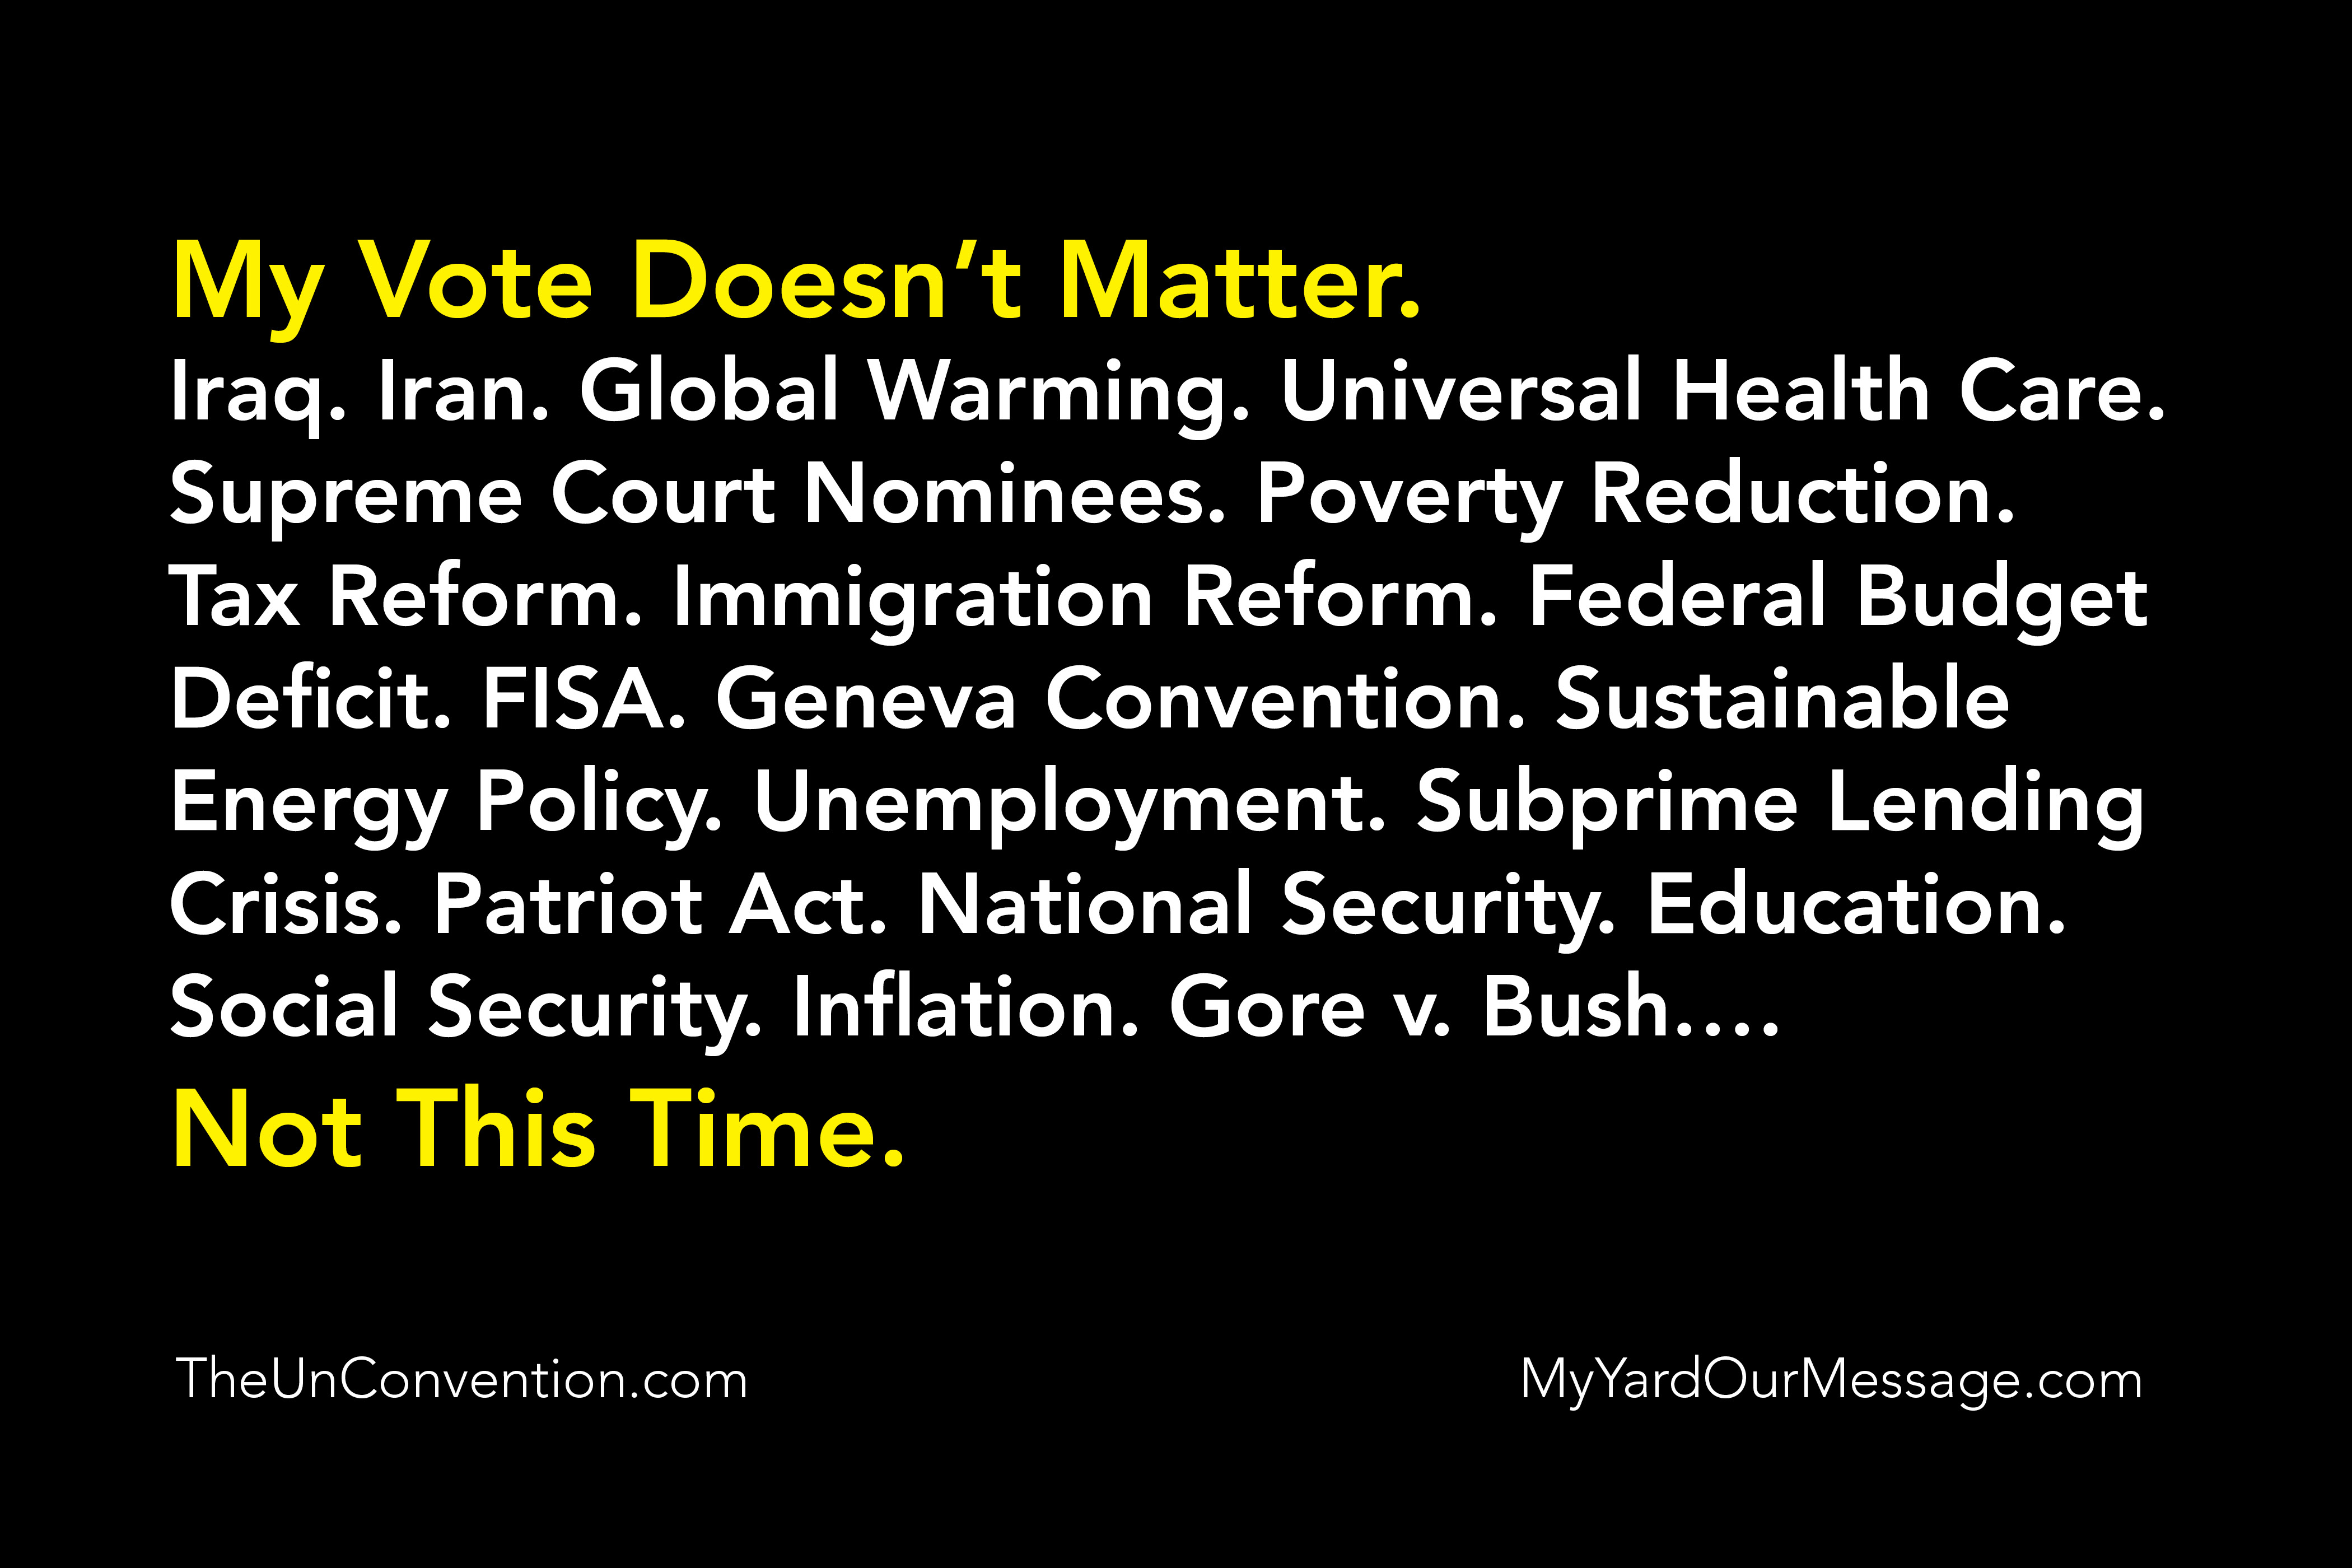 My Vote Doesn’t Matter.
Iraq. Iran. Global Warming. Universal Health Care.
Supreme Court Nominees. Poverty Reduction.
Tax Reform. Immigration Reform. Federal Budget
Deficit. FISA. Geneva Convention. Sustainable
Energy Policy. Unemployment. Subprime Lending
Crisis. Patriot Act. National Security. Education.
Social Security. Inflation. Gore v. Bush....
Not This Time.
TheUnConvention.com
MyYardOurMessage.com